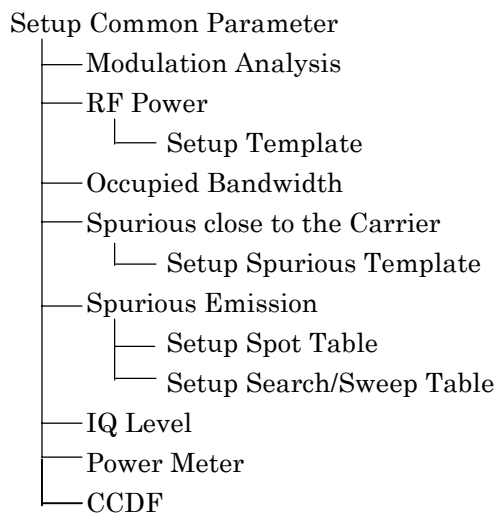 Setup Common Parameter
Modulation Analysis
RF Power
Setup Template
Occupied Bandwidth
Spurious close to the Carrier
Setup Spurious Template
Spurious Emission
Setup Spot Table
Setup Search/Sweep Table
IQ Level
Power Meter
CCDF